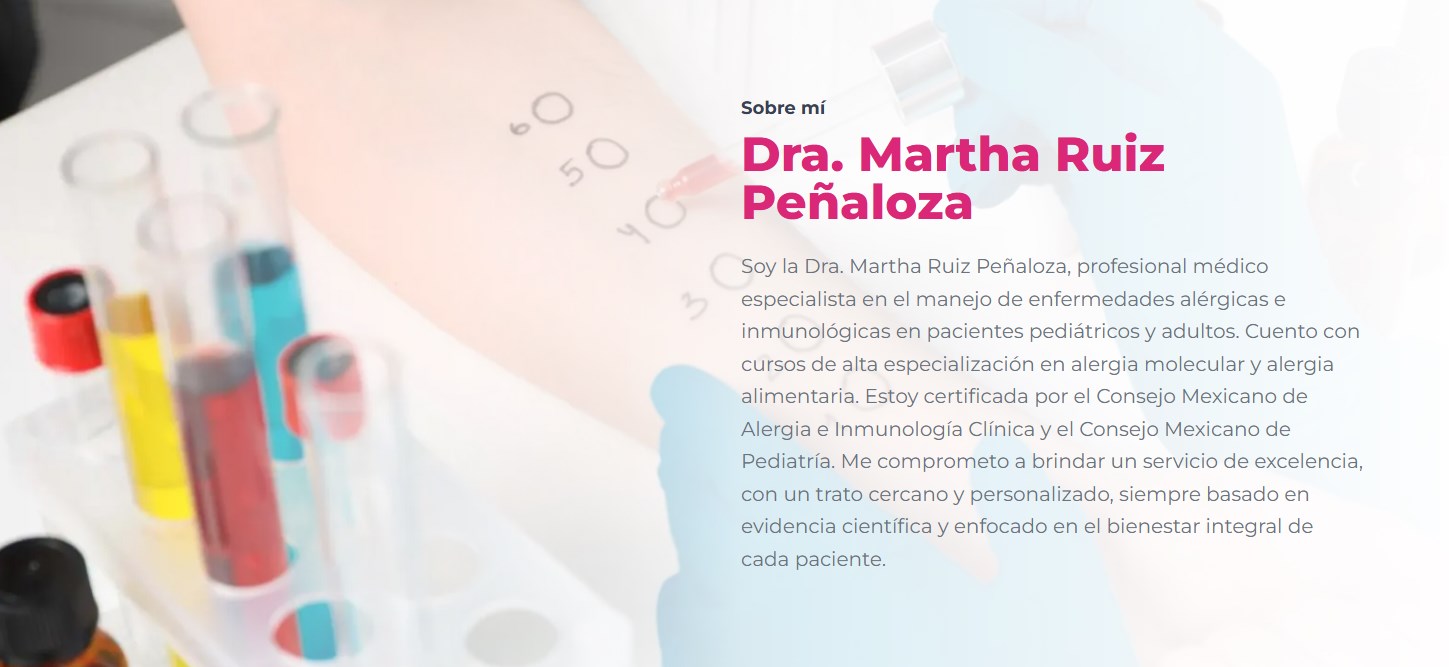 60
50
40
30
20
10
Sobre mí
Dra. Martha Ruiz
Peñaloza
Soy la Dra. Martha Ruiz Peñaloza, profesional médico
especialista en el manejo de enfermedades alérgicas e
inmunológicas en pacientes pediátricos y adultos. Cuento con
cursos de alta especialización en alergia molecular y alergia
alimentaria. Estoy certificada por el Consejo Mexicano de
Alergia e Inmunología Clínica y el Consejo Mexicano de
Pediatría. Me comprometo a brindar un servicio de excelencia,
con un trato cercano y personalizado, siempre basado en
evidencia científica y enfocado en el bienestar integral de
cada paciente.